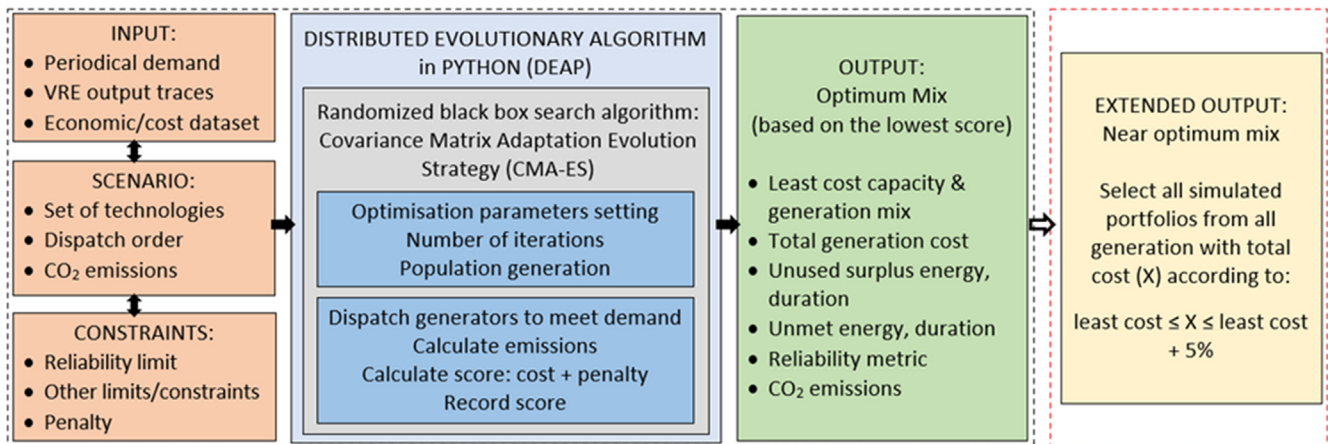 INPUT:
• Periodical demand
• VRE output traces
• Economic/cost dataset
SCENARIO:
• Set of technologies
• Dispatch order
• CO₂ emissions
CONSTRAINTS:
• Reliability limit
• Other limits/constraints
• Penalty
DISTRIBUTED EVOLUTIONARY ALGORITHM
in PYTHON (DEAP)
Randomized black box search algorithm:
Covariance Matrix Adaptation Evolution
Strategy (CMA-ES)
Optimisation parameters setting
Number of iterations
Population generation
Dispatch generators to meet demand
Calculate emissions
Calculate score: cost + penalty
Record score
OUTPUT:
Optimum Mix
(based on the lowest score)
• Least cost capacity &
generation mix
• Total generation cost
• Unused surplus energy,
duration
• Unmet energy, duration
• Reliability metric
• CO₂ emissions
EXTENDED OUTPUT:
Near optimum mix
Select all simulated
portfolios from all
generation with total
cost (X) according to:
least cost ≤ X ≤ least cost
+ 5%